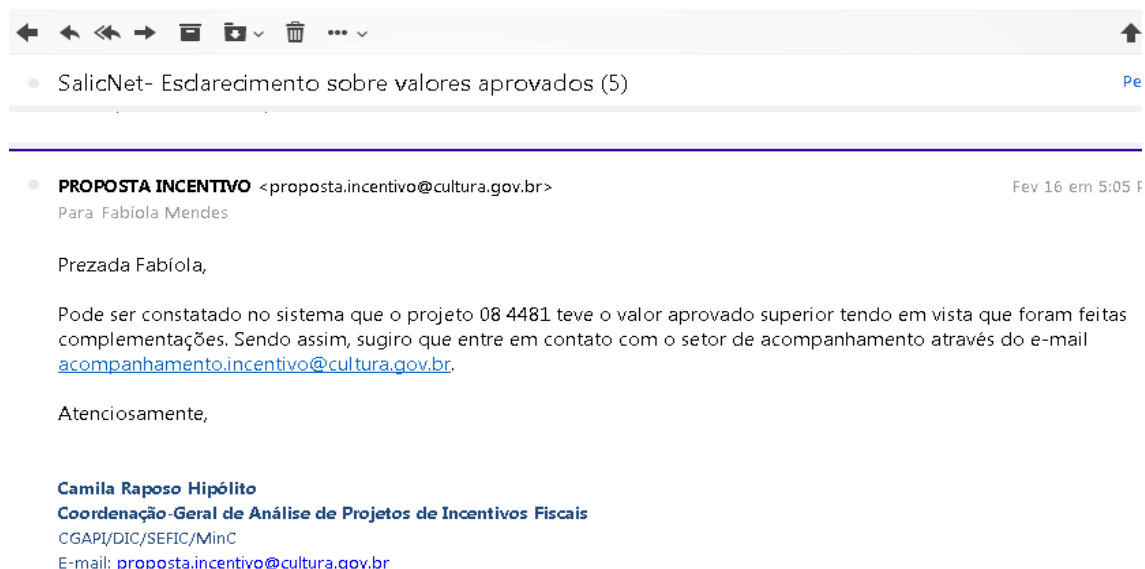 SalicNet- Esclarecimento sobre valores aprovados (5)
Pe
PROPOSTA INCENTIVO <proposta.incentivo@cultura.gov.br>
Fev 16 em 5:05 P
Para Fabíola Mendes
Prezada Fabíola,
Pode ser constatado no sistema que o projeto 08 4481 teve o valor aprovado superior tendo em vista que foram feitas
complementações. Sendo assim, sugiro que entre em contato com o setor de acompanhamento através do e-mail
acompanhamento.incentivo@cultura.gov.br.
Atenciosamente,
Camila Raposo Hipólito
Coordenação-Geral de Análise de Projetos de Incentivos Fiscais
CGAPI/DIC/SEFIC/MinC
E-mail: proposta.incentivo@cultura.gov.br